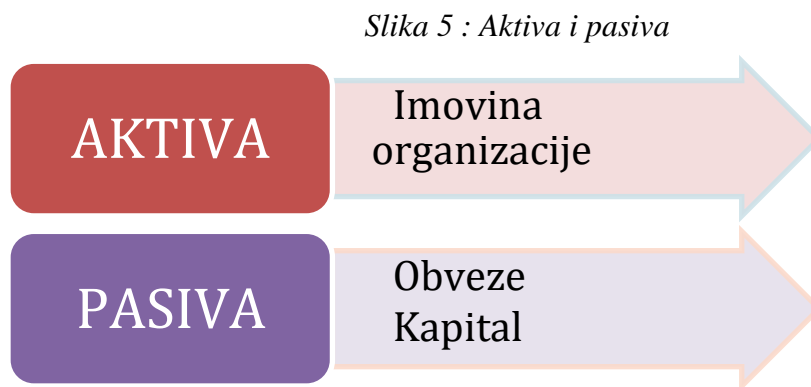 Slika 5 : Aktiva i pasiva
AKTIVA
Imovina
organizacije
PASIVA
Obveze
Kapital